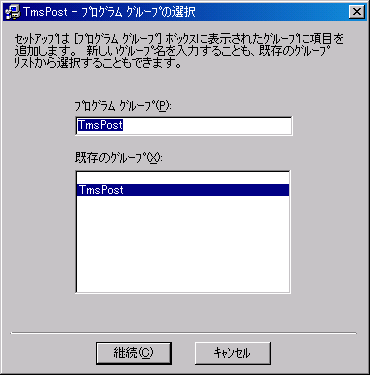 TmsPost - ﾌﾟﾛｸﾞﾗﾑ ｸﾞﾙｰﾌﾟの選択
ｾｯﾄｱｯﾌﾟは [ﾌﾟﾛｸﾞﾗﾑ ｸﾞﾙｰﾌﾟ] ﾎﾞｯｸｽに表示されたｸﾞﾙｰﾌﾟに項目を
追加します。 新しいｸﾞﾙｰﾌﾟ名を入力することも、既存のｸﾞﾙｰﾌﾟ
ﾘｽﾄから選択することもできます。
ﾌﾟﾛｸﾞﾗﾑ ｸﾞﾙｰﾌﾟ(P):
TmsPost
既存のｸﾞﾙｰﾌﾟ(X):
TmsPost
継続(C)
ｷｬﾝｾﾙ